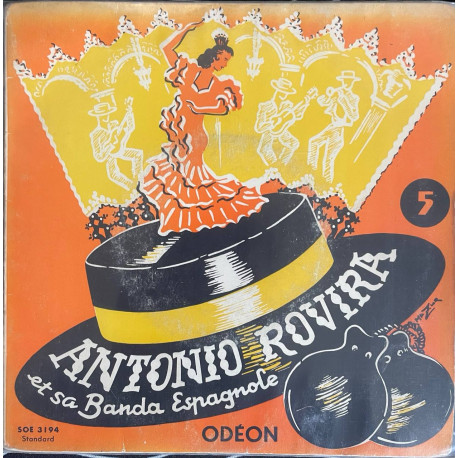 5
ANTONIO ROVIRA
et sa Banda Espagnole
SOE 3194
Standard
ODÉON